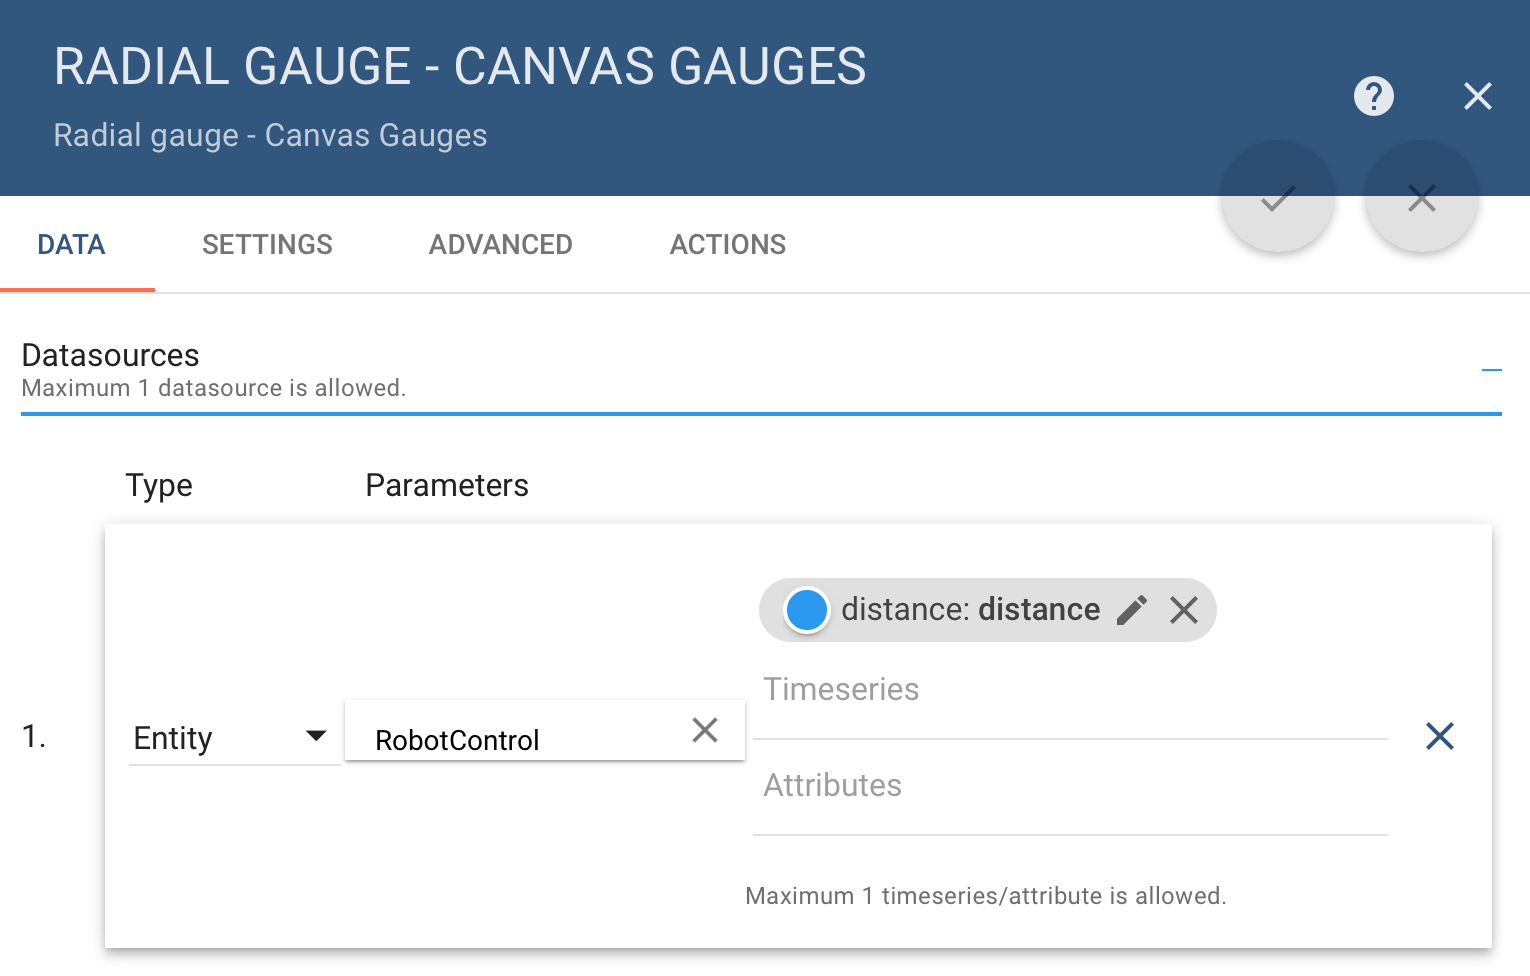 RADIAL GAUGE - CANVAS GAUGES
Radial gauge - Canvas Gauges
?
DATA SETTINGS ADVANCED ACTIONS
Datasources
Maximum 1 datasource is allowed.
Type Parameters
distance: distance
Timeseries
1. Entity RobotControl
Attributes
Maximum 1 timeseries/attribute is allowed.